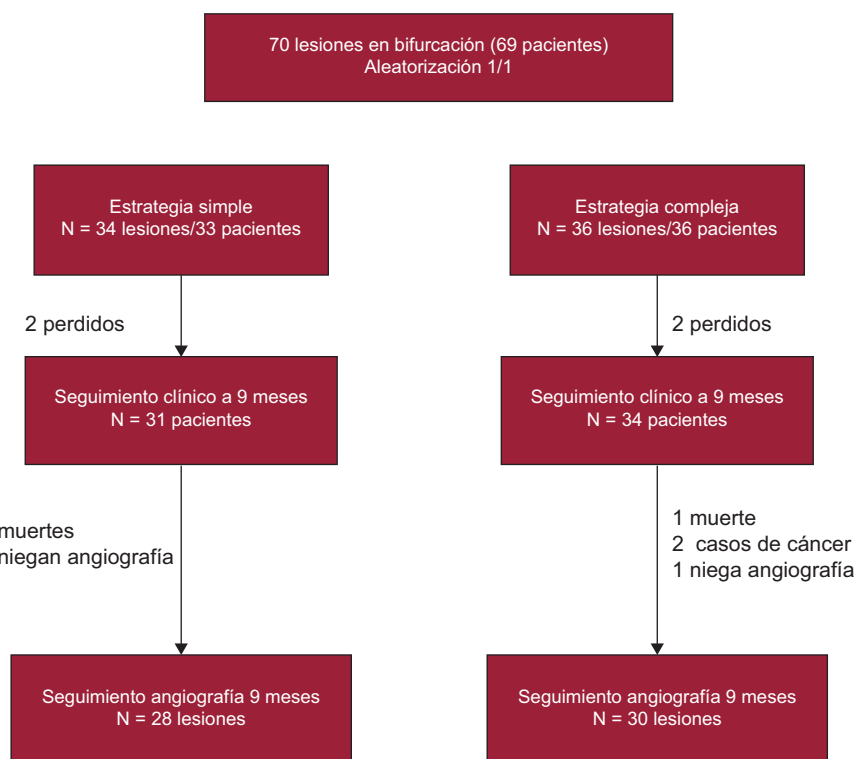 70 lesiones en bifurcación (69 pacientes)
Aleatorización 1/1
Estrategia simple
N = 34 lesiones/33 pacientes
Estrategia compleja
N = 36 lesiones/36 pacientes
2 perdidos
2 perdidos
Seguimiento clínico a 9 meses
N = 31 pacientes
Seguimiento clínico a 9 meses
N = 34 pacientes
muertes
niegan angiografía
1 muerte
2 casos de cáncer
1 niega angiografía
Seguimiento angiografía 9 meses
N = 28 lesiones
Seguimiento angiografía 9 meses
N = 30 lesiones